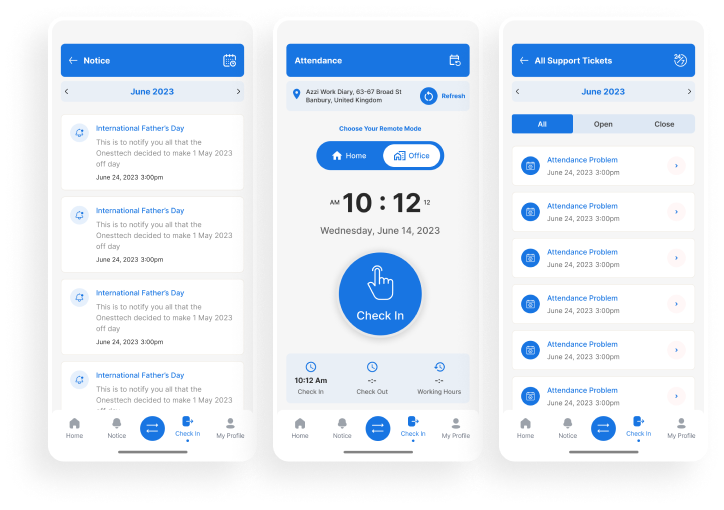 Notice
June 2023
International Father's Day
This is to notify you all that the
Onesttech decided to make 1 May 2023
off day
June 24, 2023 3:00pm
International Father's Day
This is to notify you all that the
Onesttech decided to make 1 May 2023
off day
June 24, 2023 3:00pm
International Father's Day
This is to notify you all that the
Onesttech decided to make 1 May 2023
off day
June 24, 2023 3:00pm
International Father's Day
This is to notify you all that the
Onesttech decided to make 1 May 2023
Home
Notice
Check In
My Profile
Attendance
Azzi Work Diary, 63-67 Broad St
Banbury, United Kingdom
Refresh
Choose Your Remote Mode
Home
Office
AM 10 : 12 12
Wednesday, June 14, 2023
Check In
10:12 Am
Check In
--:--
Check Out
--:--
Working Hours
Home
Notice
Check In
My Profile
All Support Tickets
24/7
June 2023
All
Open
Close
Attendance Problem
June 24, 2023 3:00pm
Attendance Problem
June 24, 2023 3:00pm
Attendance Problem
June 24, 2023 3:00pm
Attendance Problem
June 24, 2023 3:00pm
Attendance Problem
June 24, 2023 3:00pm
Attendance Problem
June 24, 2023 3:00pm
Home
Notice
Check In
My Profile